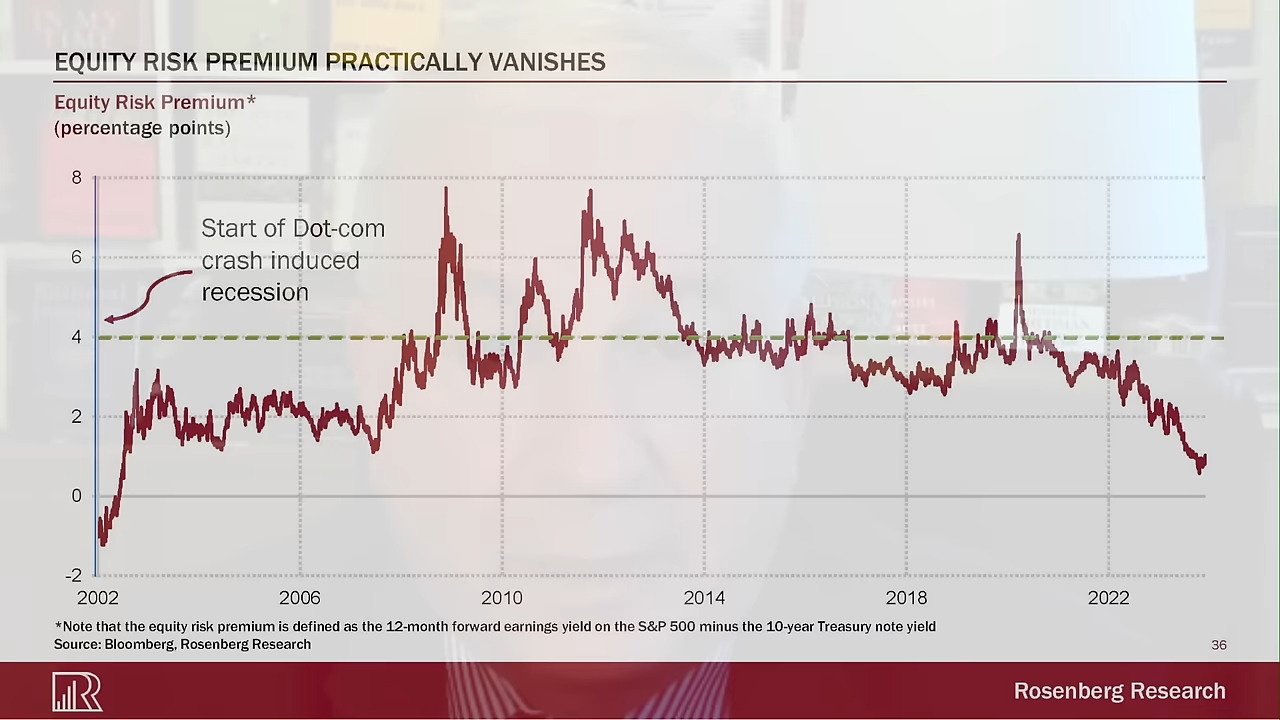 EQUITY RISK PREMIUM PRACTICALLY VANISHES
Equity Risk Premium*
(percentage points)
8
6
4
2
0
-2
Start of Dot-com
crash induced
recession
2002 2006 2010 2014 2018 2022
*Note that the equity risk premium is defined as the 12-month forward earnings yield on the S&P 500 minus the 10-year Treasury note yield
Source: Bloomberg, Rosenberg Research
36
R
Rosenberg Research